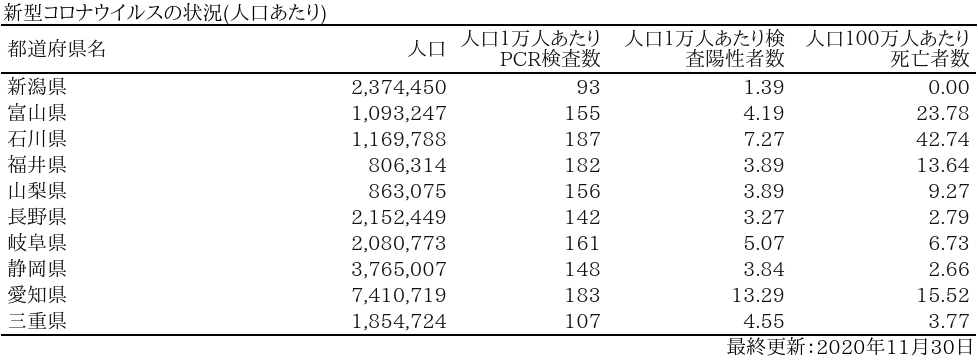 新型コロナウイルスの状況(人口あたり)
都道府県名 人口 人口1万人あたりPCR検査数 人口1万人あたり検査陽性者数 人口100万人あたり死亡者数
新潟県 2,374,450 93 1.39 0.00
富山県 1,093,247 155 4.19 23.78
石川県 1,169,788 187 7.27 42.74
福井県 806,314 182 3.89 13.64
山梨県 863,075 156 3.89 9.27
長野県 2,152,449 142 3.27 2.79
岐阜県 2,080,773 161 5.07 6.73
静岡県 3,765,007 148 3.84 2.66
愛知県 7,410,719 183 13.29 15.52
三重県 1,854,724 107 4.55 3.77
最終更新:2020年11月30日